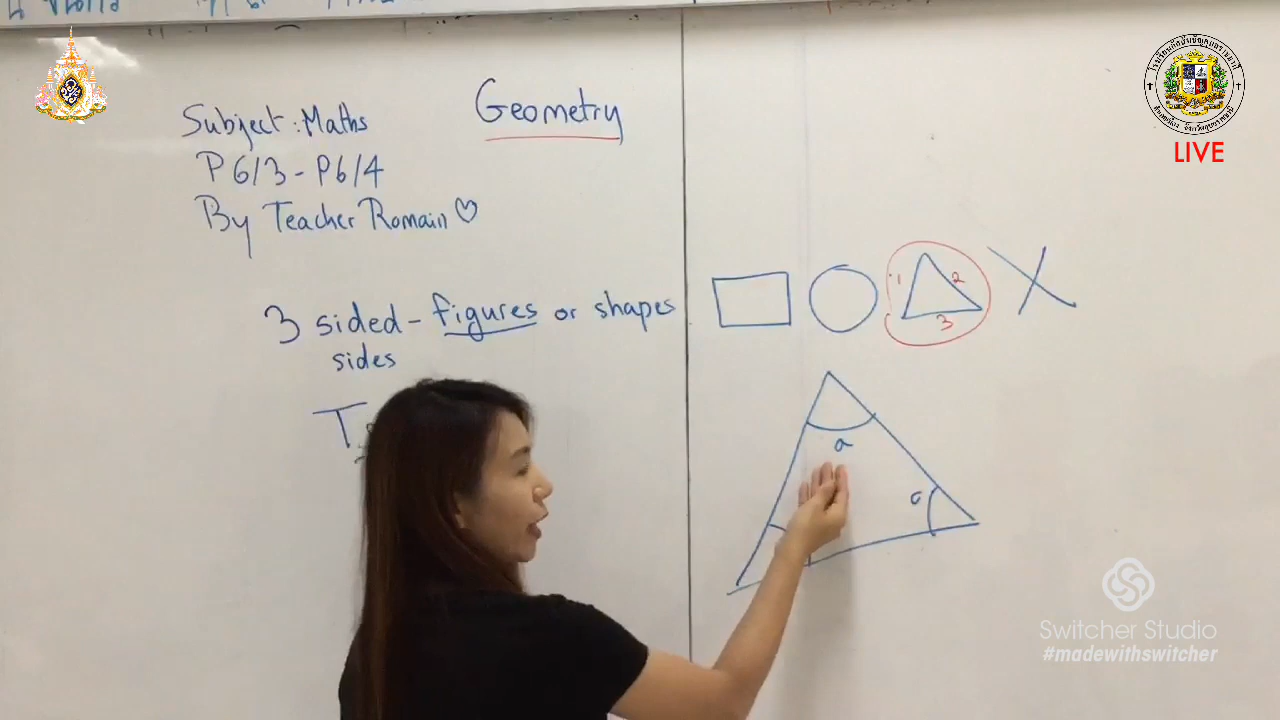 Geometry
Subject: Maths
P6/3 - P6/4
By Teacher Romain ♡
3 sided - figures or shapes
sides
T
1
2
3
a
c
LIVE
Switcher Studio
#madewithswitcher